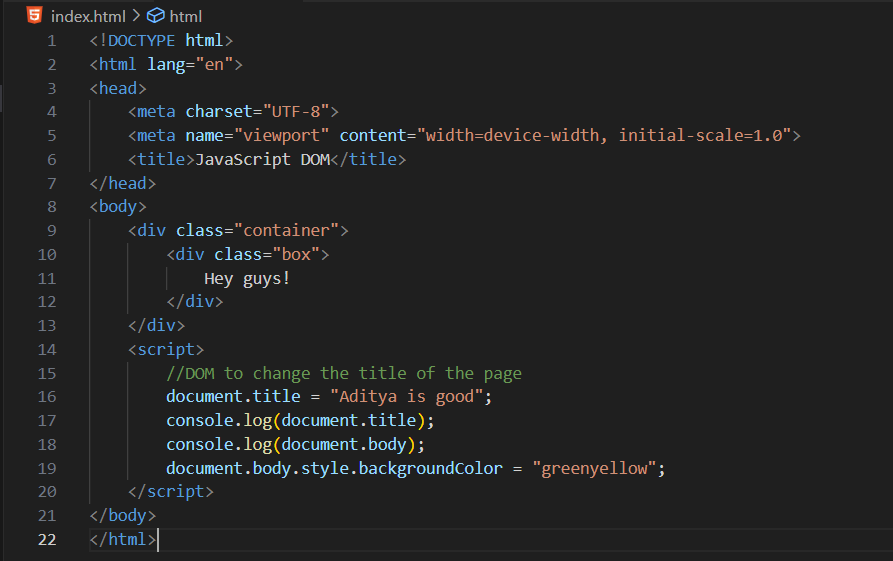 index.html > html
1 <!DOCTYPE html>
2 <html lang="en">
3 <head>
4     <meta charset="UTF-8">
5     <meta name="viewport" content="width=device-width, initial-scale=1.0">
6     <title>JavaScript DOM</title>
7 </head>
8 <body>
9     <div class="container">
10         <div class="box">
11             Hey guys!
12         </div>
13     </div>
14     <script>
15         //DOM to change the title of the page
16         document.title = "Aditya is good";
17         console.log(document.title);
18         console.log(document.body);
19         document.body.style.backgroundColor = "greenyellow";
20     </script>
21 </body>
22 </html>